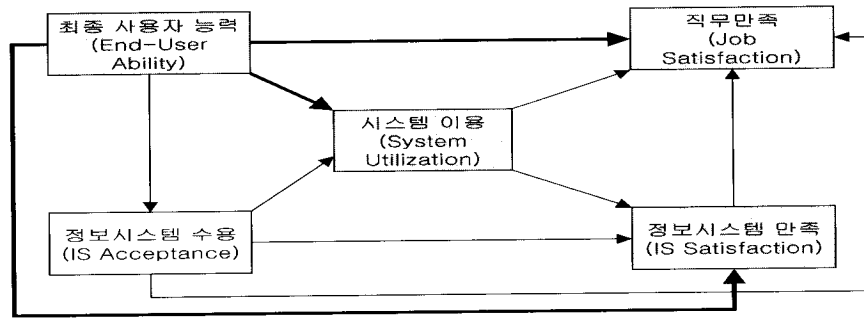 최종 사용자 능력
(End-User
Ability)
직무만족
(Job
Satisfaction)
시스템 이용
(System
Utilization)
정보시스템 수용
(IS Acceptance)
정보시스템 만족
(IS Satisfaction)